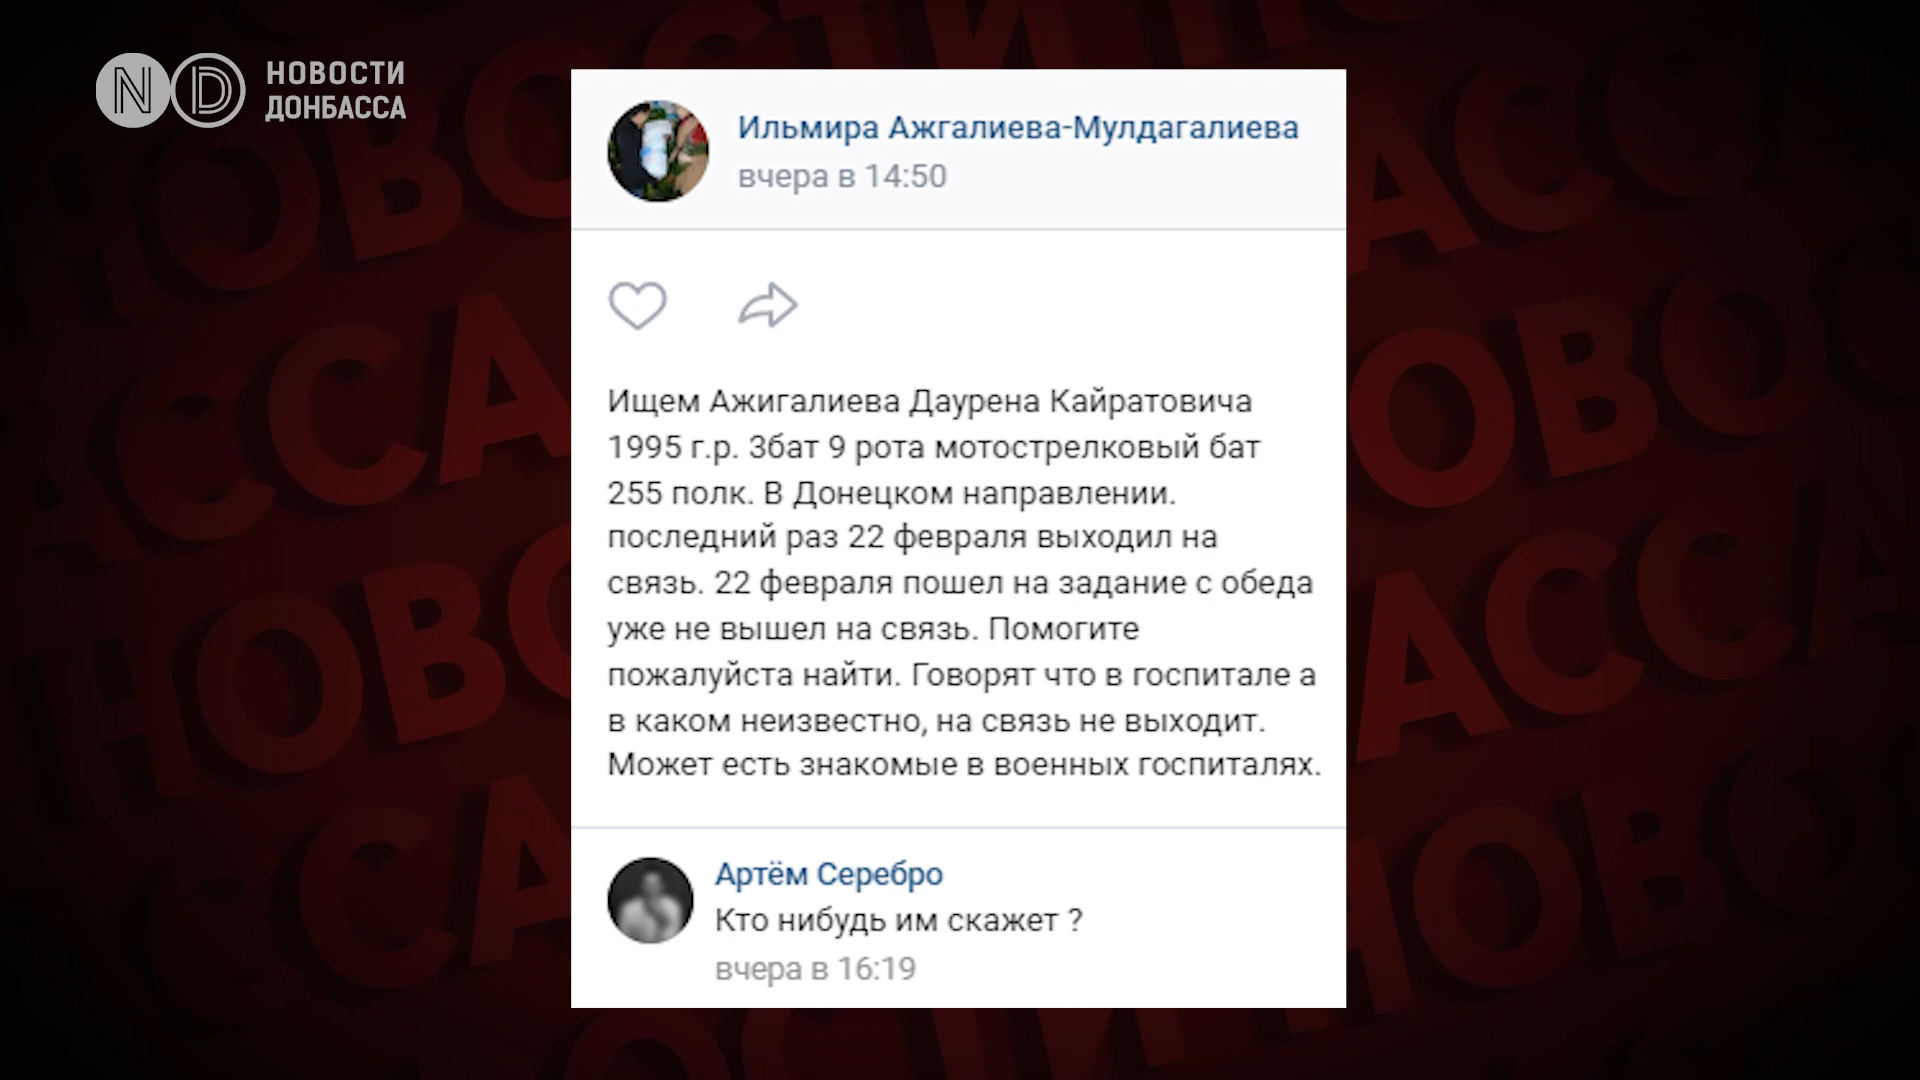 НОВОСТИ
ДОНБАССА
Ильмира Ажгалиева-Мулдагалиева
вчера в 14:50
Ищем Ажигалиева Даурена Кайратовича
1995 г.р. 3бат 9 рота мотострелковый бат
255 полк. В Донецком направлении.
последний раз 22 февраля выходил на
связь. 22 февраля пошел на задание с обеда
уже не вышел на связь. Помогите
пожалуйста найти. Говорят что в госпитале а
в каком неизвестно, на связь не выходит.
Может есть знакомые в военных госпиталях.
Артём Серебро
Кто нибудь им скажет ?
вчера в 16:19